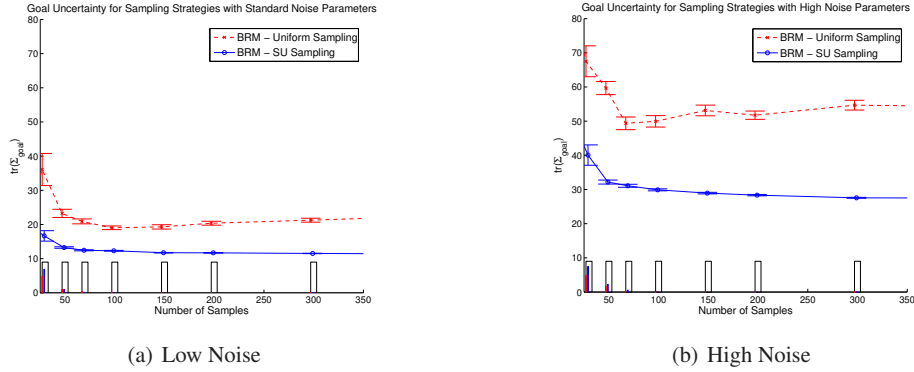 Goal Uncertainty for Sampling Strategies with Standard Noise Parameters
80
70
60
50
40
30
20
10
0
tr(Σgoal)
BRM − Uniform Sampling
BRM − SU Sampling
50 100 150 200 250 300 350
Number of Samples
(a) Low Noise
Goal Uncertainty for Sampling Strategies with High Noise Parameters
80
70
60
50
40
30
20
10
0
tr(Σgoal)
BRM − Uniform Sampling
BRM − SU Sampling
50 100 150 200 250 300 350
Number of Samples
(b) High Noise